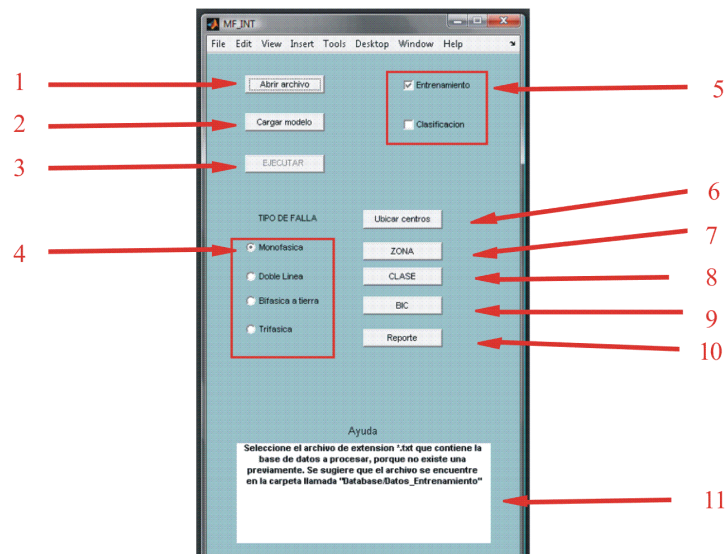 MF_INT
File Edit View Insert Tools Desktop Window Help
1
Abrir archivo
Entrenamiento
5
2
Cargar modelo
Clasificacion
3
EJECUTAR
6
TIPO DE FALLA
Ubicar centros
7
4
Monofasica
ZONA
Doble Linea
CLASE
8
Bifasica a tierra
BIC
9
Trifasica
Reporte
10
Ayuda
Seleccione el archivo de extension *.txt que contiene la
base de datos a procesar, porque no existe una
previamente. Se sugiere que el archivo se encuentre
en la carpeta llamada "Database/Datos_Entrenamiento"
11